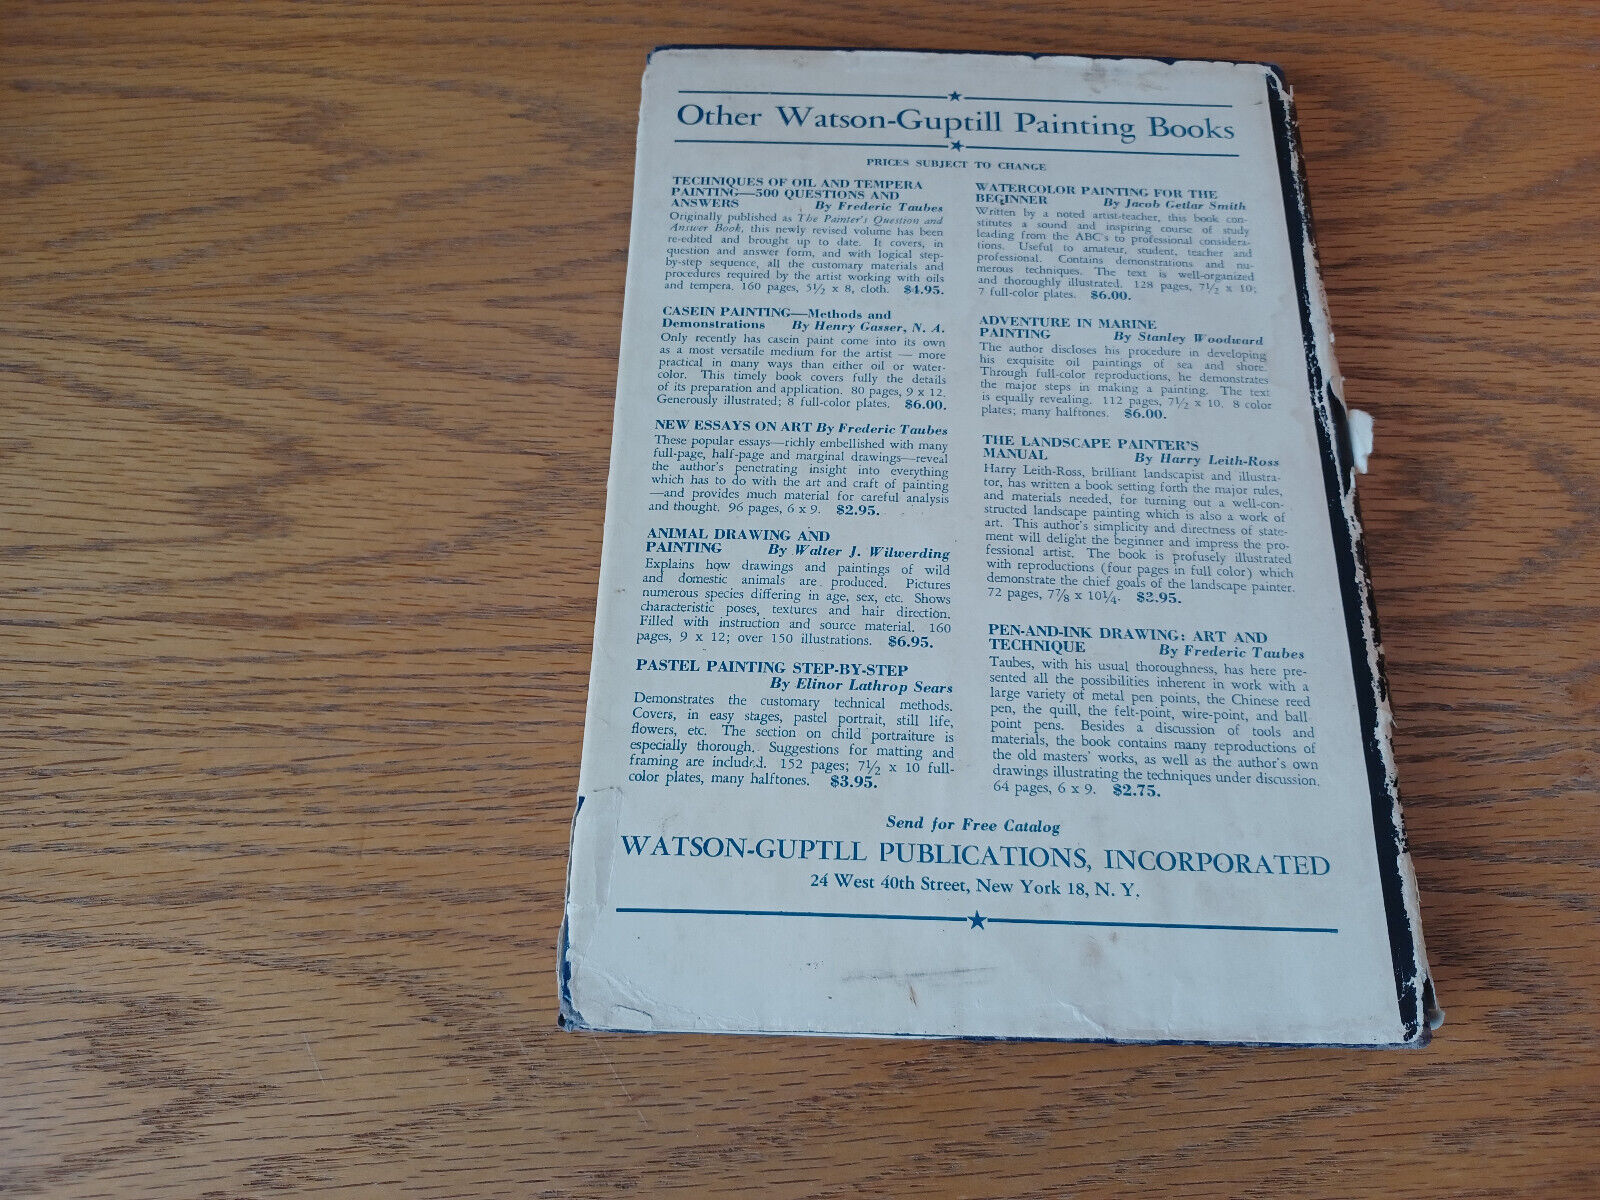 Other Watson-Guptill Painting Books
PRICES SUBJECT TO CHANGE
TECHNIQUES OF OIL AND TEMPERA
PAINTING—500 QUESTIONS AND
ANSWERS By Frederic Taubes
Originally published as The Painter's Question and
Answer Book, this newly revised volume has been
re-edited and brought up to date. It covers, in
question and answer form, and with logical step-
by-step sequence, all the customary materials and
procedures required by the artist working with oils
and tempera. 160 pages, 5½ x 8, cloth. $4.95.
CASEIN PAINTING—Methods and
Demonstrations By Henry Gasser, N. A.
Only recently has casein paint come into its own
as a most versatile medium for the artist — more
practical in many ways than either oil or water-
color. This timely book covers fully the details
of its preparation and application. 80 pages, 9 x 12.
Generously illustrated; 8 full-color plates. $6.00.
NEW ESSAYS ON ART By Frederic Taubes
These popular essays—richly embellished with many
full-page, half-page and marginal drawings—reveal
the author's penetrating insight into everything
which has to do with the art and craft of painting
—and provides much material for careful analysis
and thought. 96 pages, 6 x 9. $2.95.
ANIMAL DRAWING AND
PAINTING By Walter J. Wilwerding
Explains how drawings and paintings of wild
and domestic animals are produced. Pictures
numerous species differing in age, sex, etc. Shows
characteristic poses, textures and hair direction.
Filled with instruction and source material. 160
pages, 9 x 12; over 150 illustrations. $6.95.
PASTEL PAINTING STEP-BY-STEP
By Elinor Lathrop Sears
Demonstrates the customary technical methods.
Covers, in easy stages, pastel portrait, still life,
flowers, etc. The section on child portraiture is
especially thorough. Suggestions for matting and
framing are included. 152 pages; 7½ x 10 full-
color plates, many halftones. $3.95.
WATERCOLOR PAINTING FOR THE
BEGINNER By Jacob Getlar Smith
Written by a noted artist-teacher, this book con-
stitutes a sound and inspiring course of study
leading from the ABC's to professional considera-
tions. Useful to amateur, student, teacher and
professional. Contains demonstrations and nu-
merous techniques. The text is well-organized
and thoroughly illustrated. 128 pages, 7½ x 10;
7 full-color plates. $6.00.
ADVENTURE IN MARINE
PAINTING By Stanley Woodward
The author discloses his procedure in developing
his exquisite oil paintings of sea and shore.
Through full-color reproductions, he demonstrates
the major steps in making a painting. The text
is equally revealing. 112 pages, 7½ x 10. 8 color
plates; many halftones. $6.00.
THE LANDSCAPE PAINTER'S
MANUAL By Harry Leith-Ross
Harry Leith-Ross, brilliant landscapist and illustra-
tor, has written a book setting forth the major rules,
and materials needed, for turning out a well-con-
structed landscape painting which is also a work of
art. This author's simplicity and directness of state-
ment will delight the beginner and impress the pro-
fessional artist. The book is profusely illustrated
with reproductions (four pages in full color) which
demonstrate the chief goals of the landscape painter.
72 pages, 7⅞ x 10¼.
PEN-AND-INK DRAWING: ART AND
TECHNIQUE By Frederic Taubes
Taubes, with his usual thoroughness, has here pre-
sented all the possibilities inherent in work with a
large variety of metal pen points, the Chinese reed
pen, the quill, the felt-point, wire-point, and ball
point pens. Besides a discussion of tools and
materials, the book contains many reproductions of
the old masters' works, as well as the author's own
drawings illustrating the techniques under discussion.
64 pages, 6 x 9. $2.75.
Send for Free Catalog
WATSON-GUPTLL PUBLICATIONS, INCORPORATED
24 West 40th Street, New York 18, N. Y.